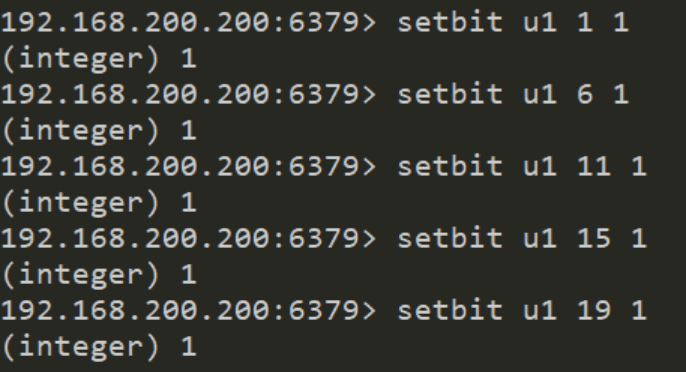 192.168.200.200:6379> setbit u1 1 1
(integer) 1
192.168.200.200:6379> setbit u1 6 1
(integer) 1
192.168.200.200:6379> setbit u1 11 1
(integer) 1
192.168.200.200:6379> setbit u1 15 1
(integer) 1
192.168.200.200:6379> setbit u1 19 1
(integer) 1